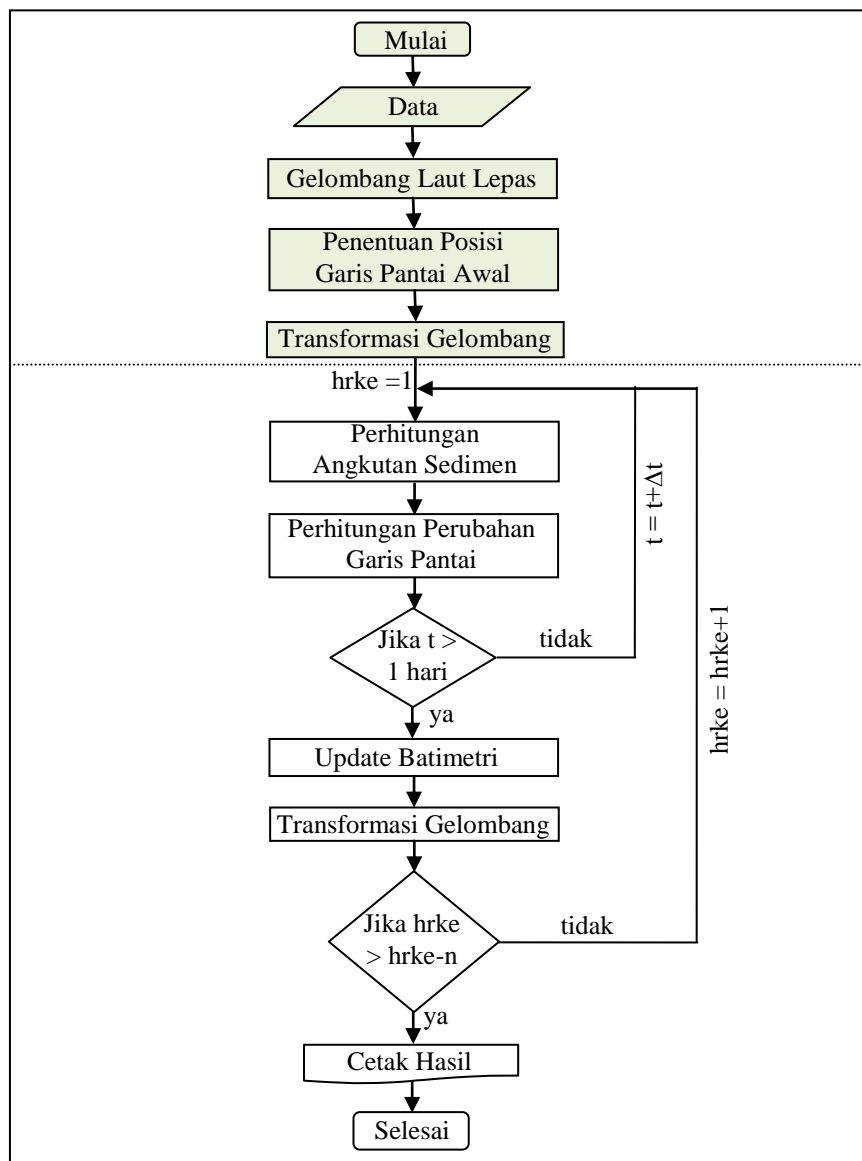 Mulai
Data
Gelombang Laut Lepas
Penentuan Posisi
Garis Pantai Awal
Transformasi Gelombang
hrke =1
Perhitungan
Angkutan Sedimen
Perhitungan Perubahan
Garis Pantai
t = t+Δt
Jika t >
1 hari
tidak
ya
hrke = hrke+1
Update Batimetri
Transformasi Gelombang
Jika hrke
> hrke-n
tidak
ya
Cetak Hasil
Selesai